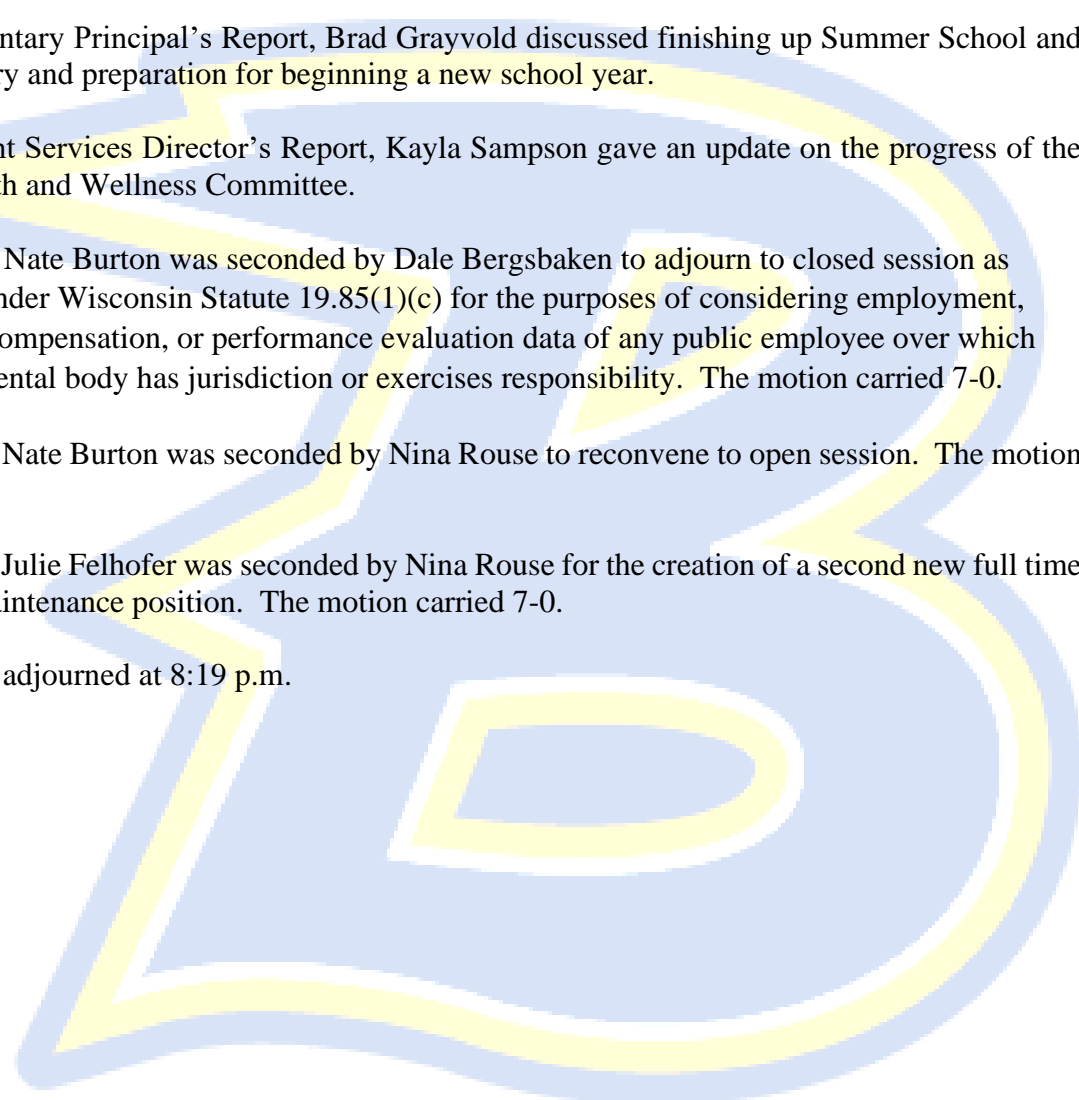 ntary Principal's Report, Brad Grayvold discussed finishing up Summer School and
ry and preparation for beginning a new school year.
nt Services Director's Report, Kayla Sampson gave an update on the progress of the
th and Wellness Committee.
Nate Burton was seconded by Dale Bergsbaken to adjourn to closed session as
nder Wisconsin Statute 19.85(1)(c) for the purposes of considering employment,
ompensation, or performance evaluation data of any public employee over which
ental body has jurisdiction or exercises responsibility.  The motion carried 7-0.
Nate Burton was seconded by Nina Rouse to reconvene to open session.  The motion
Julie Felhofer was seconded by Nina Rouse for the creation of a second new full time
aintenance position.  The motion carried 7-0.
adjourned at 8:19 p.m.
B